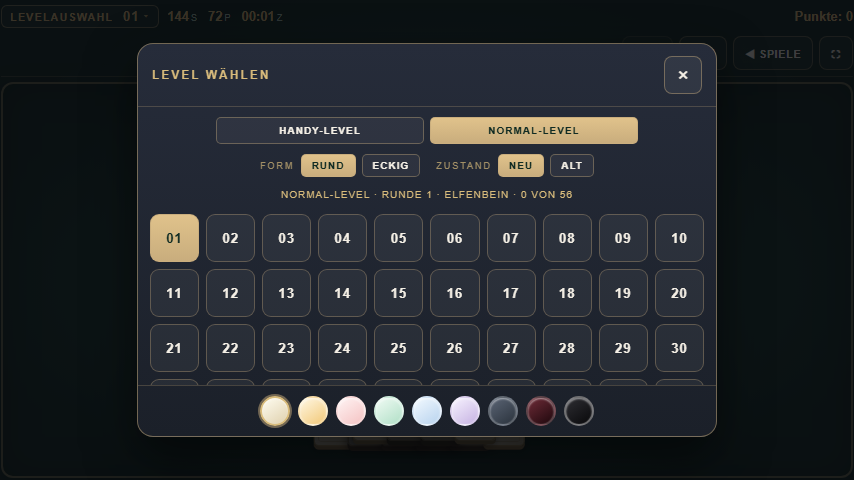 LEVELAUSWAHL 01 144S 72P 00:01Z Punkte: 0
◀ SPIELE
LEVEL WÄHLEN ×
HANDY-LEVEL NORMAL-LEVEL
FORM RUND ECKIG ZUSTAND NEU ALT
NORMAL-LEVEL · RUNDE 1 · ELFENBEIN · 0 VON 56
01 02 03 04 05 06 07 08 09 10
11 12 13 14 15 16 17 18 19 20
21 22 23 24 25 26 27 28 29 30